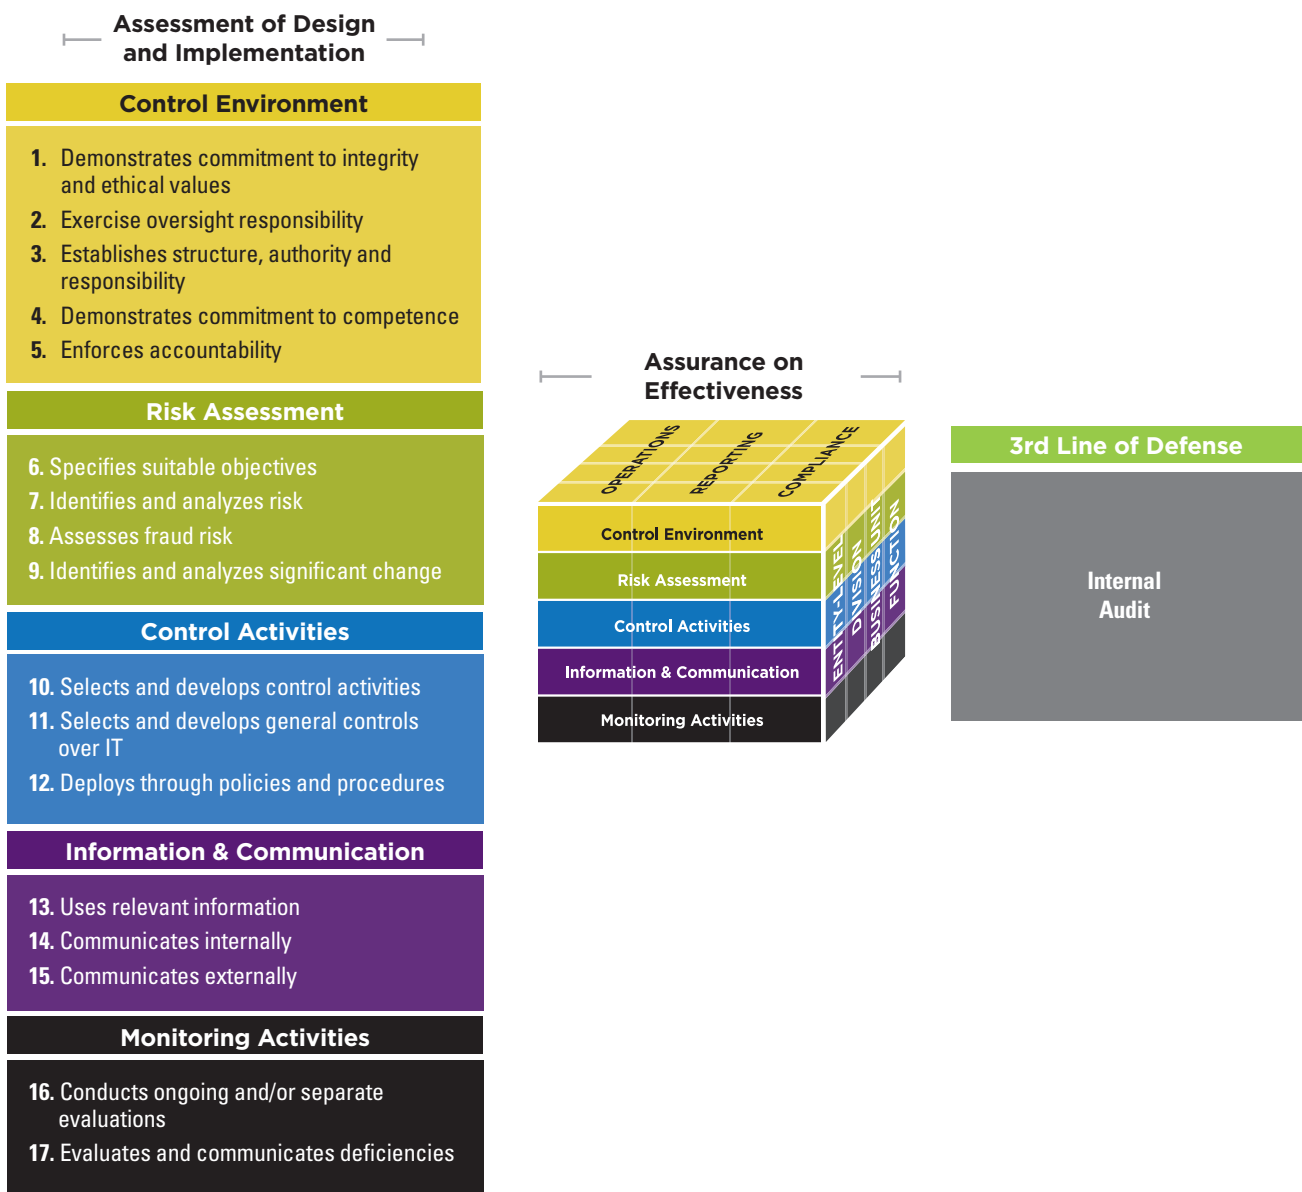 Assessment of Design
and Implementation
Control Environment
1. Demonstrates commitment to integrity
and ethical values
2. Exercise oversight responsibility
3. Establishes structure, authority and
responsibility
4. Demonstrates commitment to competence
5. Enforces accountability
Risk Assessment
6. Specifies suitable objectives
7. Identifies and analyzes risk
8. Assesses fraud risk
9. Identifies and analyzes significant change
Control Activities
10. Selects and develops control activities
11. Selects and develops general controls
over IT
12. Deploys through policies and procedures
Information & Communication
13. Uses relevant information
14. Communicates internally
15. Communicates externally
Monitoring Activities
16. Conducts ongoing and/or separate
evaluations
17. Evaluates and communicates deficiencies
Assurance on
Effectiveness
OPERATIONS
REPORTING
COMPLIANCE
Control Environment
Risk Assessment
Control Activities
Information & Communication
Monitoring Activities
ENTITY-LEVEL
DIVISION
BUSINESS UNIT
FUNCTION
3rd Line of Defense
Internal
Audit